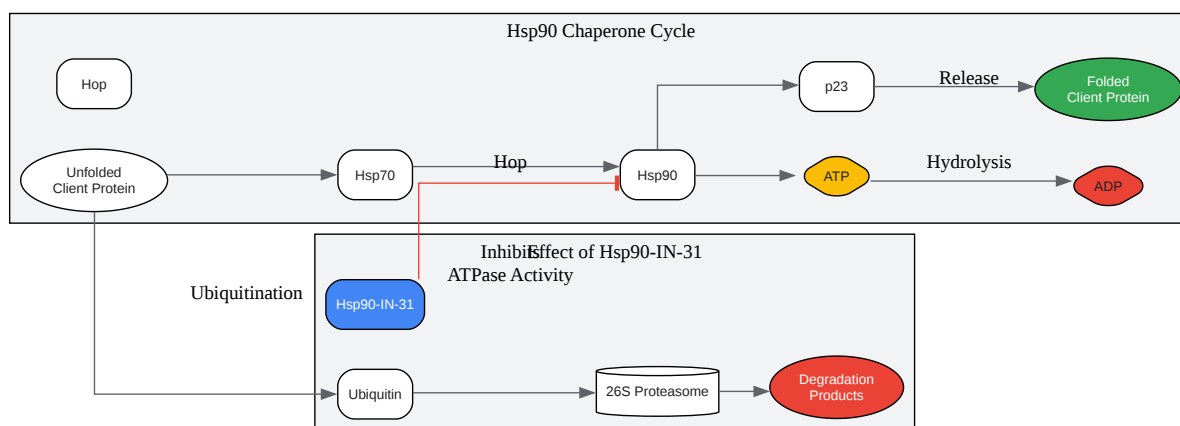 Hsp90 Chaperone Cycle
Hop
p23
Release
Folded
Client Protein
Unfolded
Client Protein
Hsp70
Hop
Hsp90
ATP
Hydrolysis
ADP
Effect of Hsp90-IN-31
Inhibits
ATPase Activity
Ubiquitination
Hsp90-IN-31
Ubiquitin
26S Proteasome
Degradation
Products